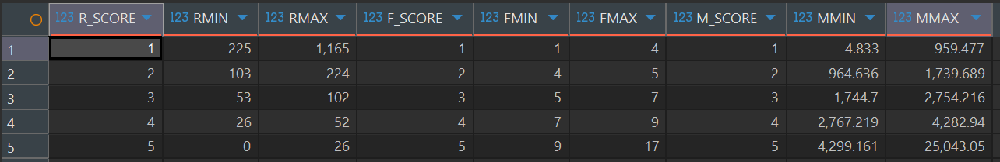 123 R_SCORE 123 RMIN 123 RMAX 123 F_SCORE 123 FMIN 123 FMAX 123 M_SCORE 123 MMIN 123 MMAX
1 1 225 1,165 1 1 4 1 4.833 959.477
2 2 103 224 2 4 5 2 964.636 1,739.689
3 3 53 102 3 5 7 3 1,744.7 2,754.216
4 4 26 52 4 7 9 4 2,767.219 4,282.94
5 5 0 26 5 9 17 5 4,299.161 25,043.05